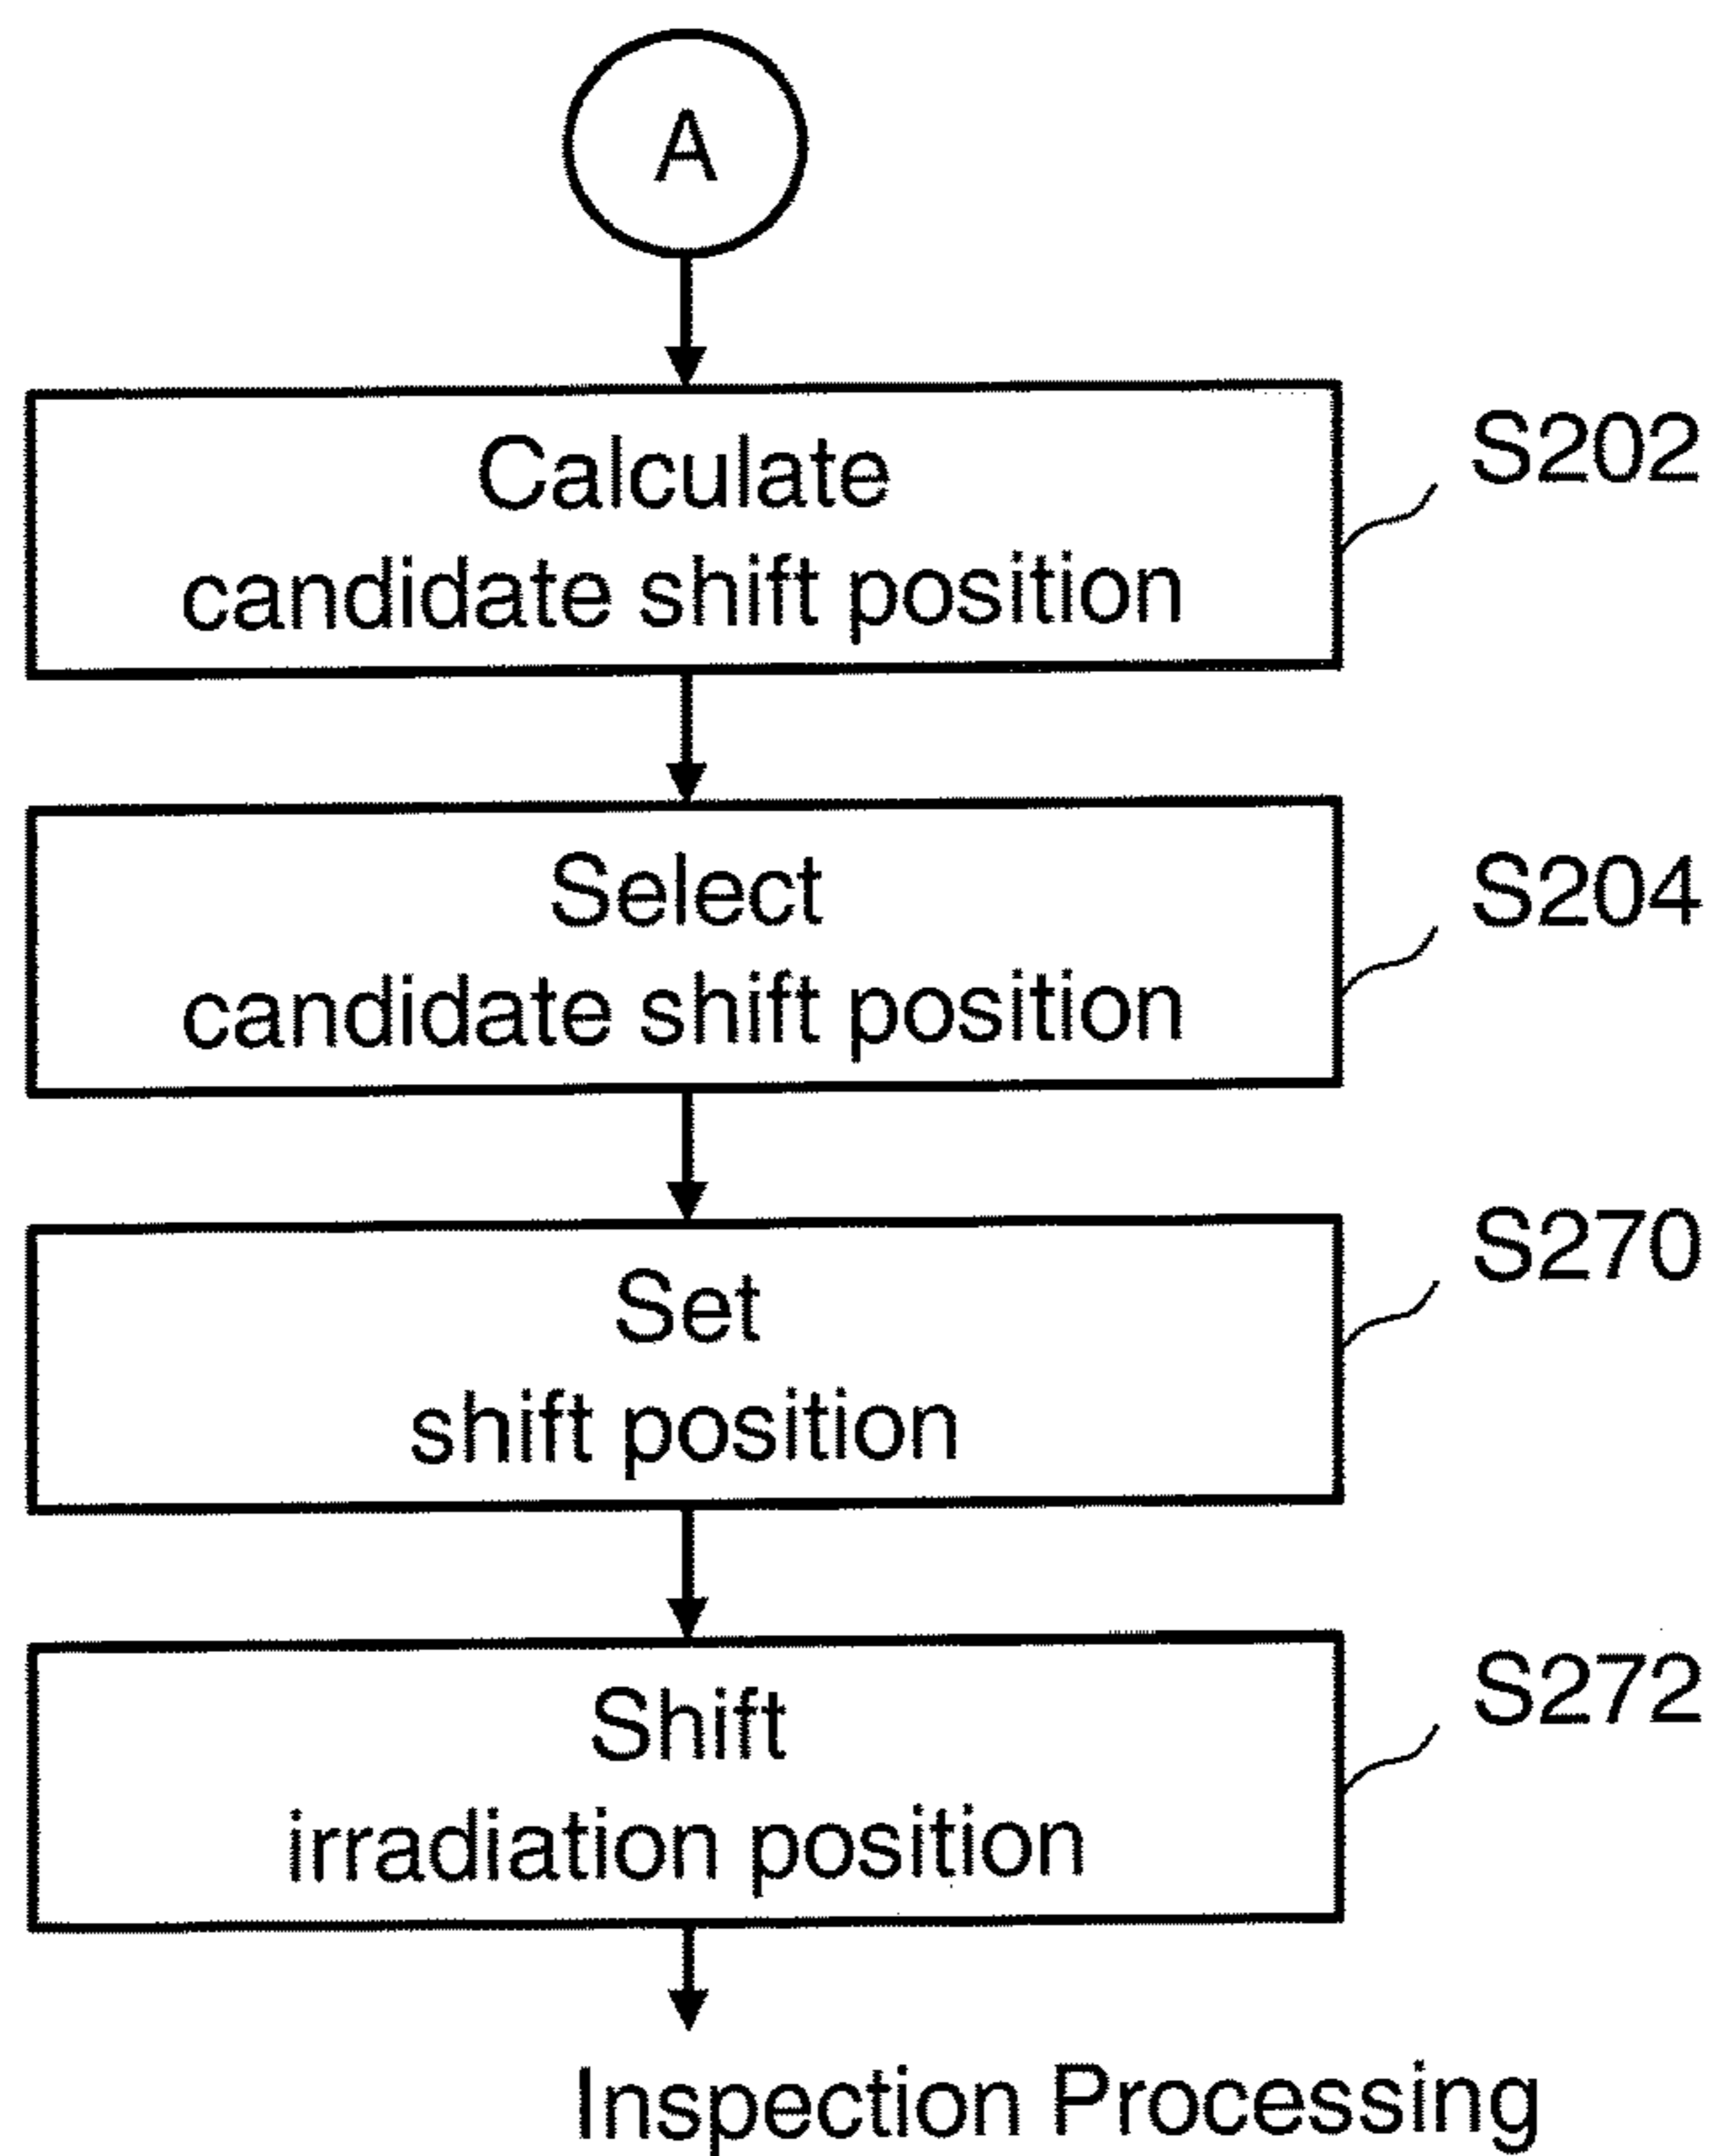 A
Calculate
candidate shift position
S202
Select
candidate shift position
S204
Set
shift position
S270
Shift
irradiation position
S272
Inspection Processing